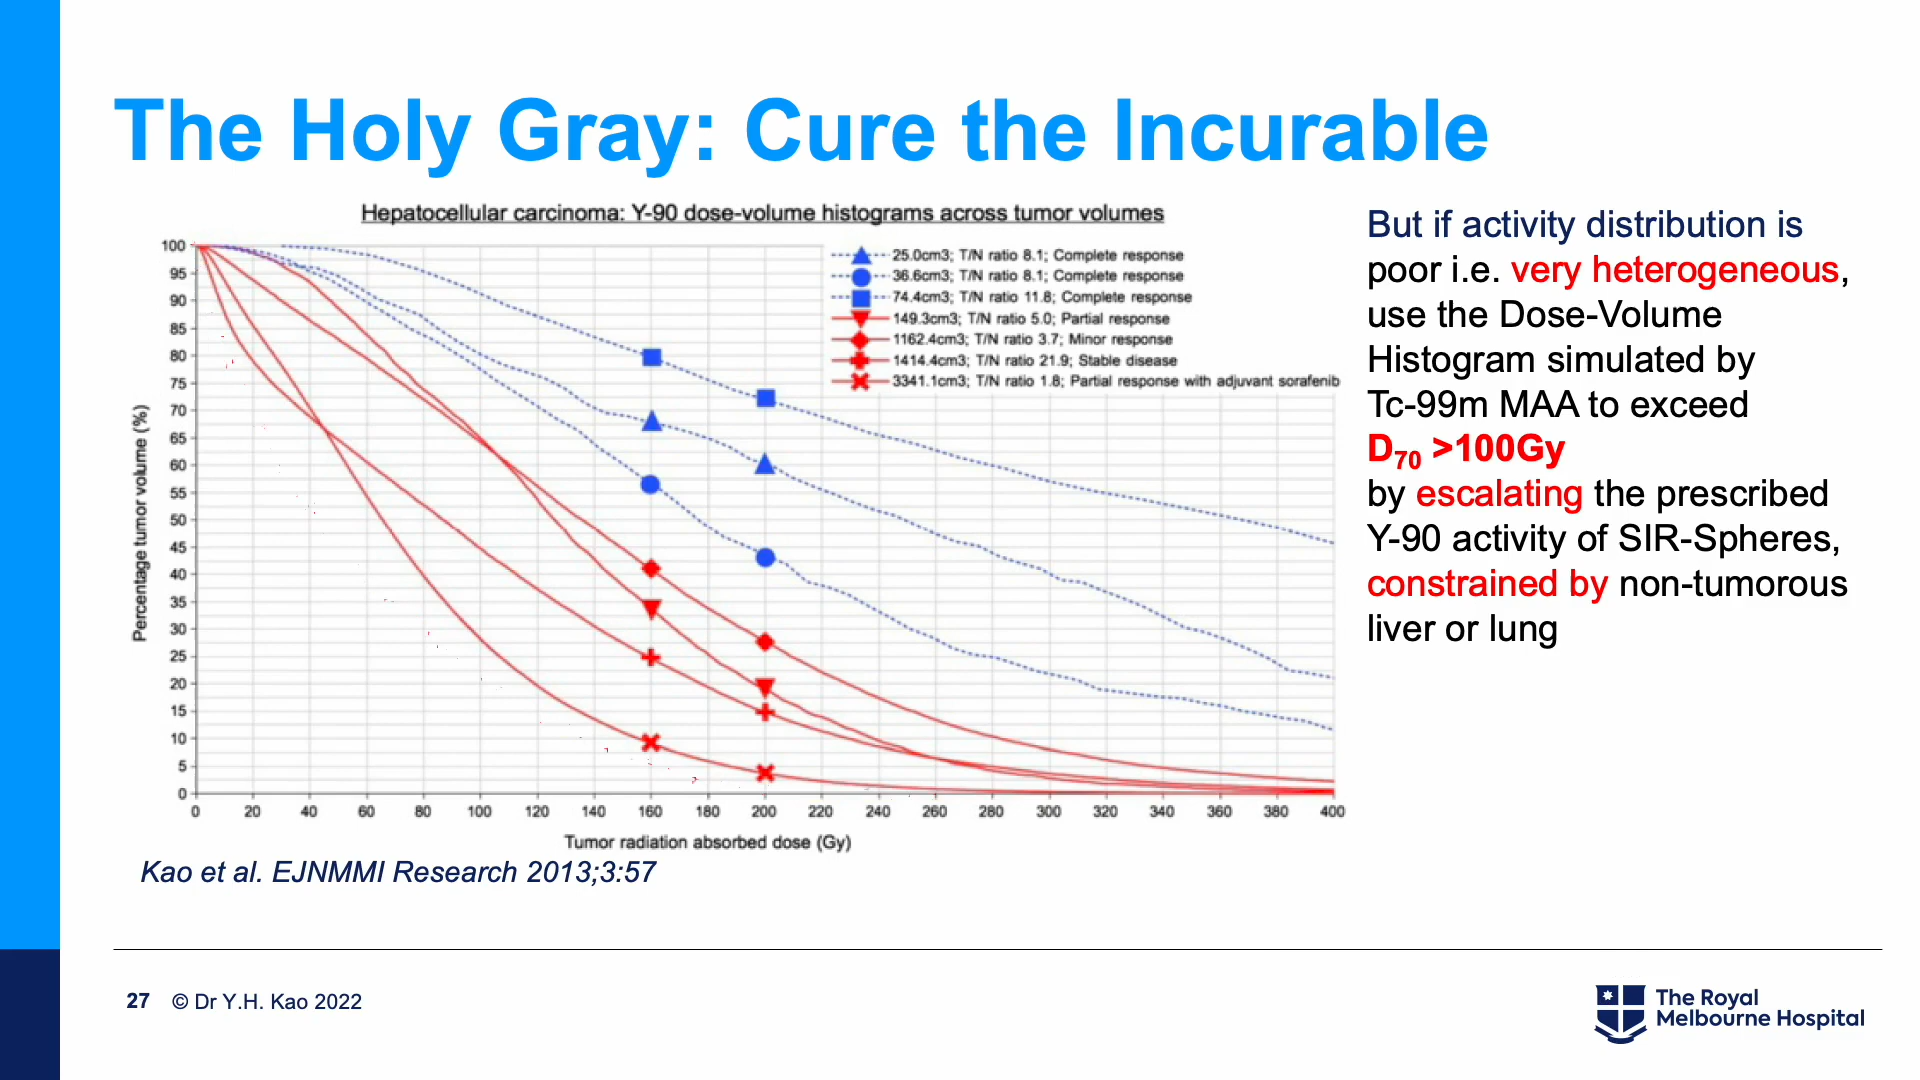 The Holy Gray: Cure the Incurable
Hepatocellular carcinoma: Y-90 dose-volume histograms across tumor volumes
25.0cm3; T/N ratio 8.1; Complete response
36.6cm3; T/N ratio 8.1; Complete response
74.4cm3; T/N ratio 11.8; Complete response
149.3cm3; T/N ratio 5.0; Partial response
1162.4cm3; T/N ratio 3.7; Minor response
1414.4cm3; T/N ratio 21.9; Stable disease
3341.1cm3; T/N ratio 1.8; Partial response with adjuvant sorafenib
Percentage tumor volume (%)
100
95
90
85
80
75
70
65
60
55
50
45
40
35
30
25
20
15
10
5
0
0 20 40 60 80 100 120 140 160 180 200 220 240 260 280 300 320 340 360 380 400
Tumor radiation absorbed dose (Gy)
Kao et al. EJNMMI Research 2013;3:57
But if activity distribution is
poor i.e. very heterogeneous,
use the Dose-Volume
Histogram simulated by
Tc-99m MAA to exceed
D70 >100Gy
by escalating the prescribed
Y-90 activity of SIR-Spheres,
constrained by non-tumorous
liver or lung
27 © Dr Y.H. Kao 2022
The Royal
Melbourne Hospital